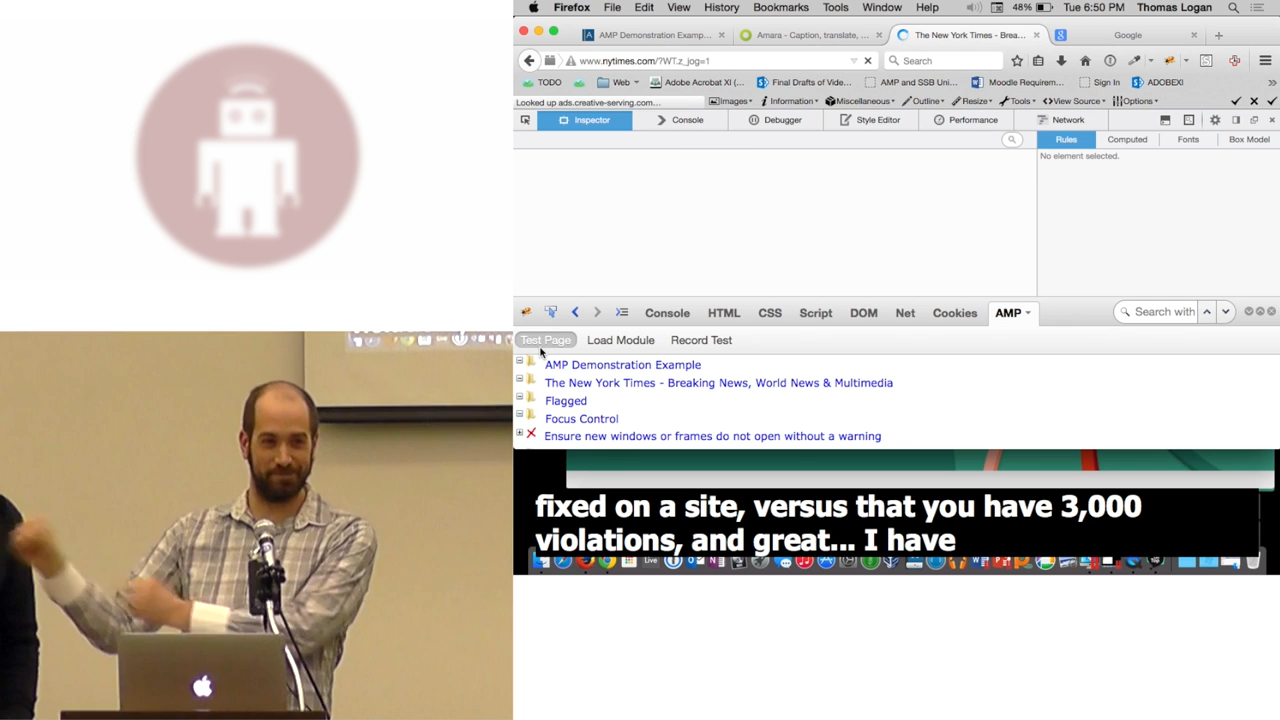 Firefox File Edit View History Bookmarks Tools Window Help 48% Tue 6:50 PM Thomas Logan
AMP Demonstration Examp... Amara - Caption, translate, ... The New York Times - Brea... Google
www.nytimes.com/?WT.z_jog=1 Search
TODO Web Adobe Acrobat XI (... Final Drafts of Vide... AMP and SSB Uni... Moodle Requirem... Sign In ADOBEXI
Looked up ads.creative-serving.com... Images Information Miscellaneous Outline Resize Tools View Source Options
Inspector Console Debugger Style Editor Performance Network
Rules Computed Fonts Box Model
No element selected.
Console HTML CSS Script DOM Net Cookies AMP Search with
Test Page Load Module Record Test
AMP Demonstration Example
The New York Times - Breaking News, World News & Multimedia
Flagged
Focus Control
Ensure new windows or frames do not open without a warning
fixed on a site, versus that you have 3,000
violations, and great... I have
Live